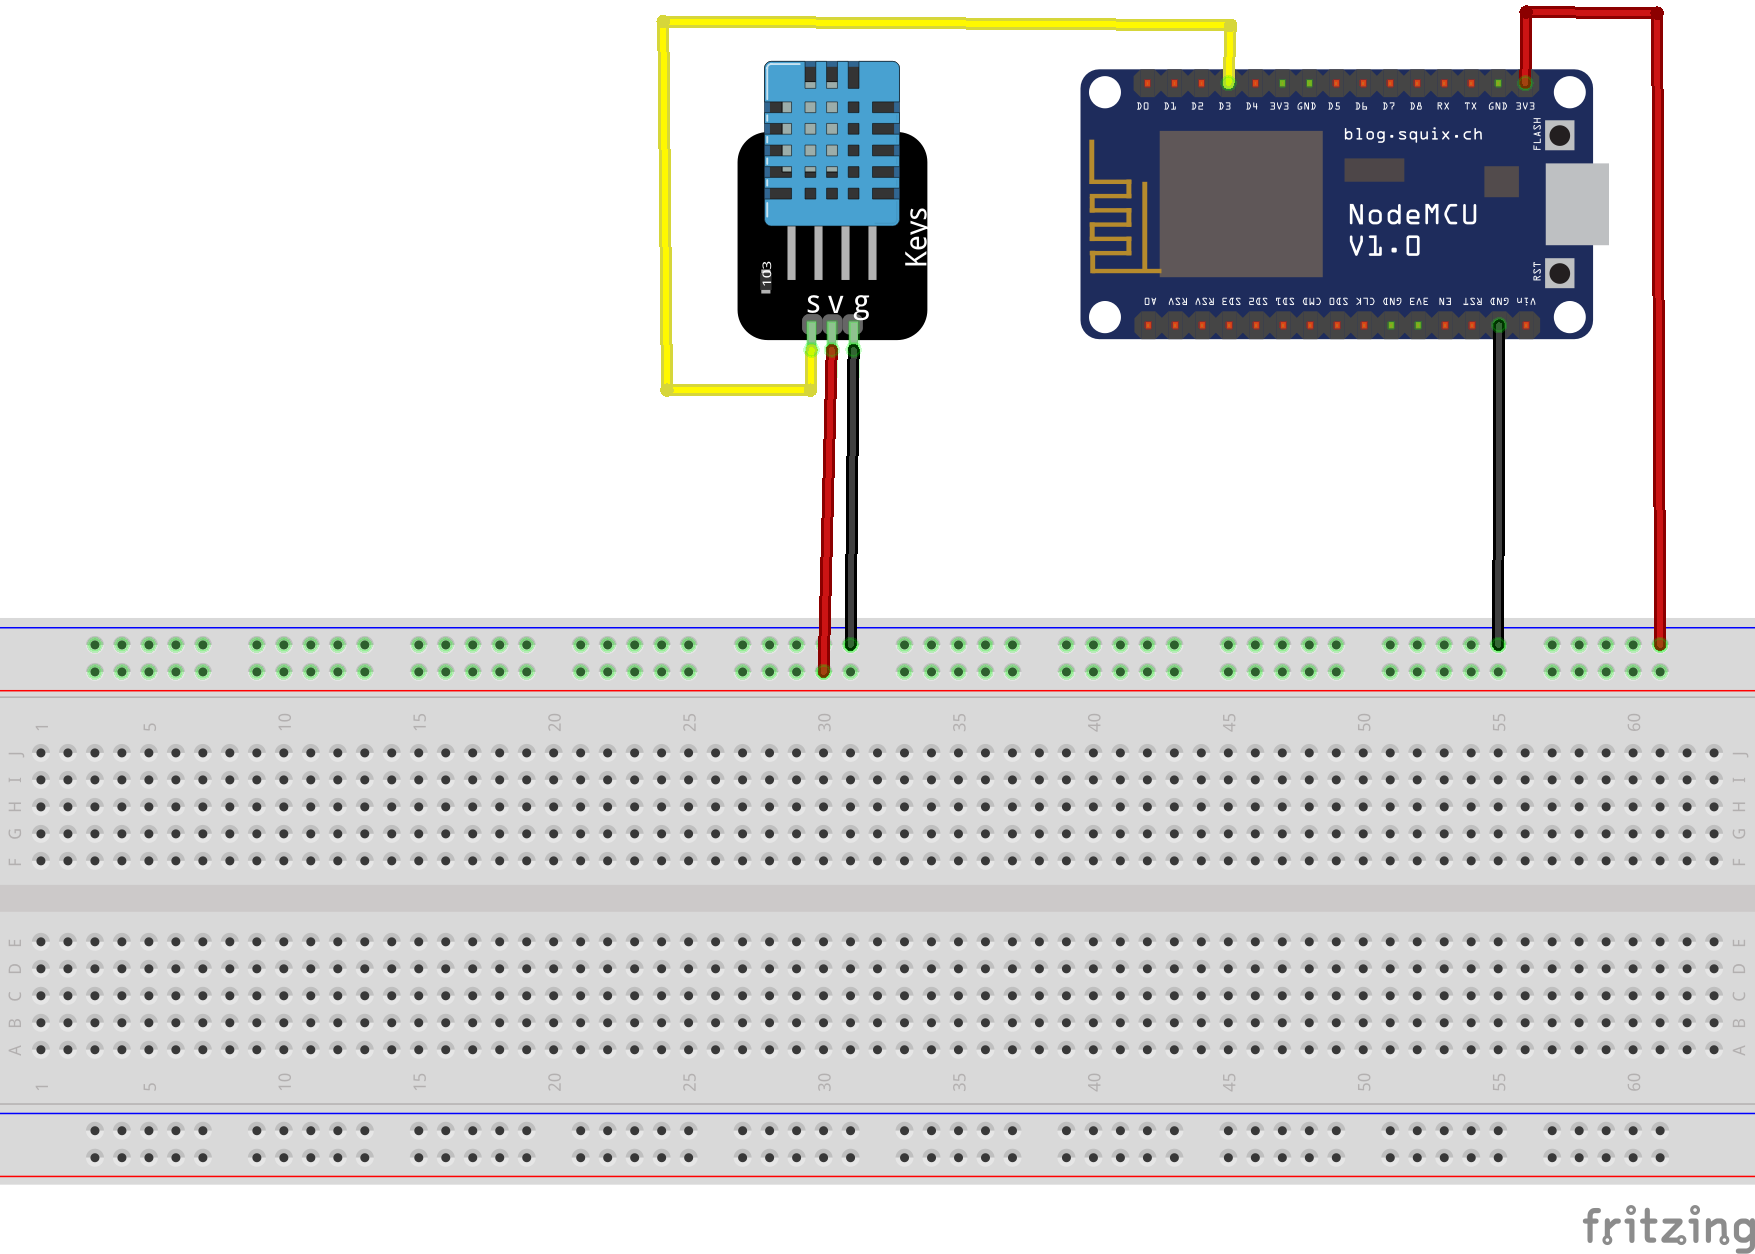 D0 D1 D2 D3 D4 3V3 GND D5 D6 D7 D8 RX TX GND 3V3
blog.squix.ch
FLASH
NodeMCU
V1.0
RST
A0 RSV RSV SD3 SD2 SD1 CMD SD0 CLK GND 3V3 EN RST GND Vin
Keys
103
s v g
1 5 10 15 20 25 30 35 40 45 50 55 60
J J
I I
H H
G G
F F
E E
D D
C C
B B
A A
1 5 10 15 20 25 30 35 40 45 50 55 60
fritzing